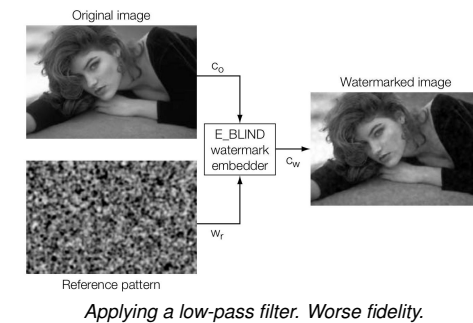 Original image
c_o
Watermarked image
E_BLIND
watermark
embedder
c_w
w_r
Reference pattern
Applying a low-pass filter. Worse fidelity.